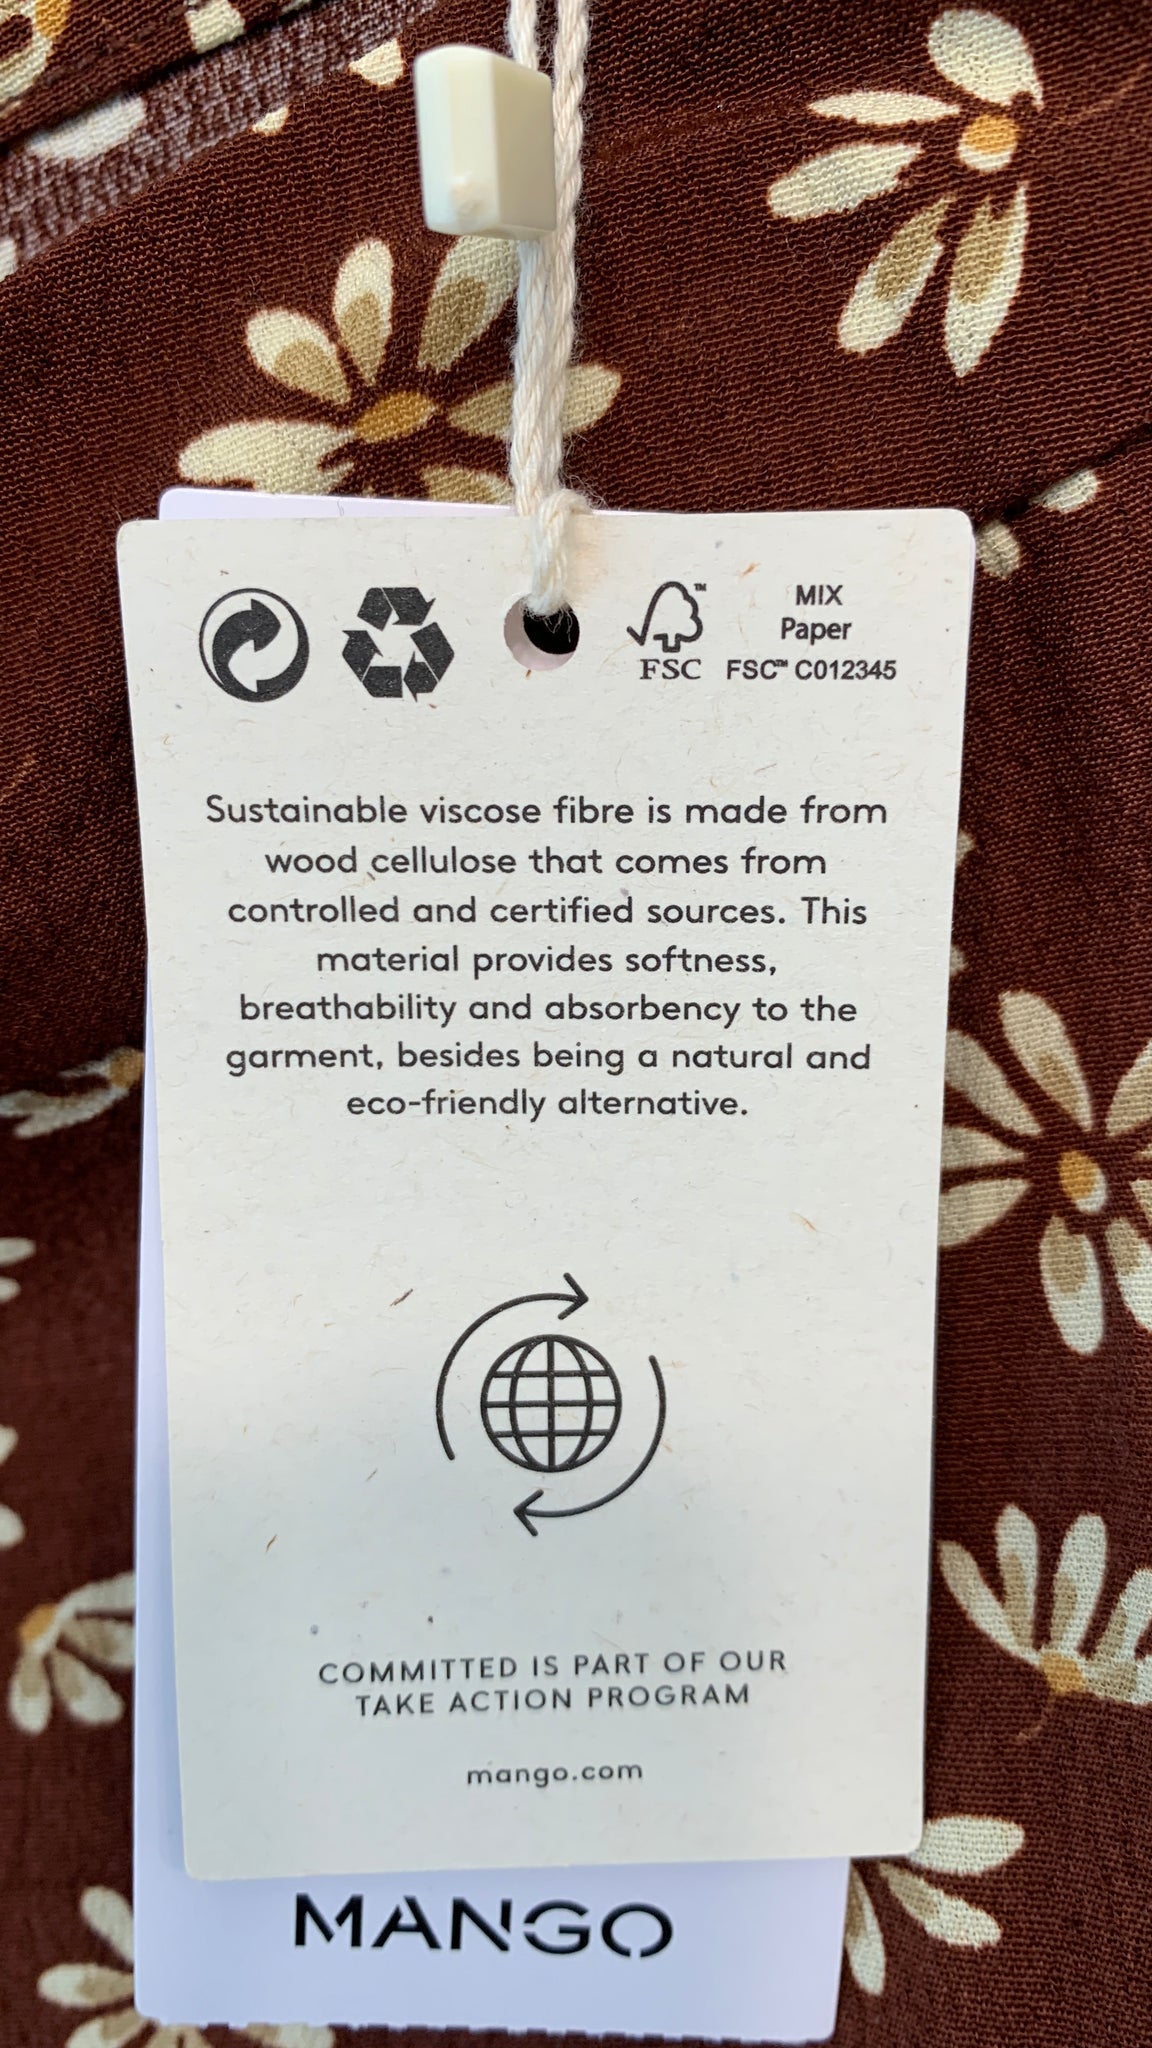 MIX
Paper
FSC™ FSC™ C012345
Sustainable viscose fibre is made from
wood cellulose that comes from
controlled and certified sources. This
material provides softness,
breathability and absorbency to the
garment, besides being a natural and
eco-friendly alternative.
COMMITTED IS PART OF OUR
TAKE ACTION PROGRAM
mango.com
MANGO